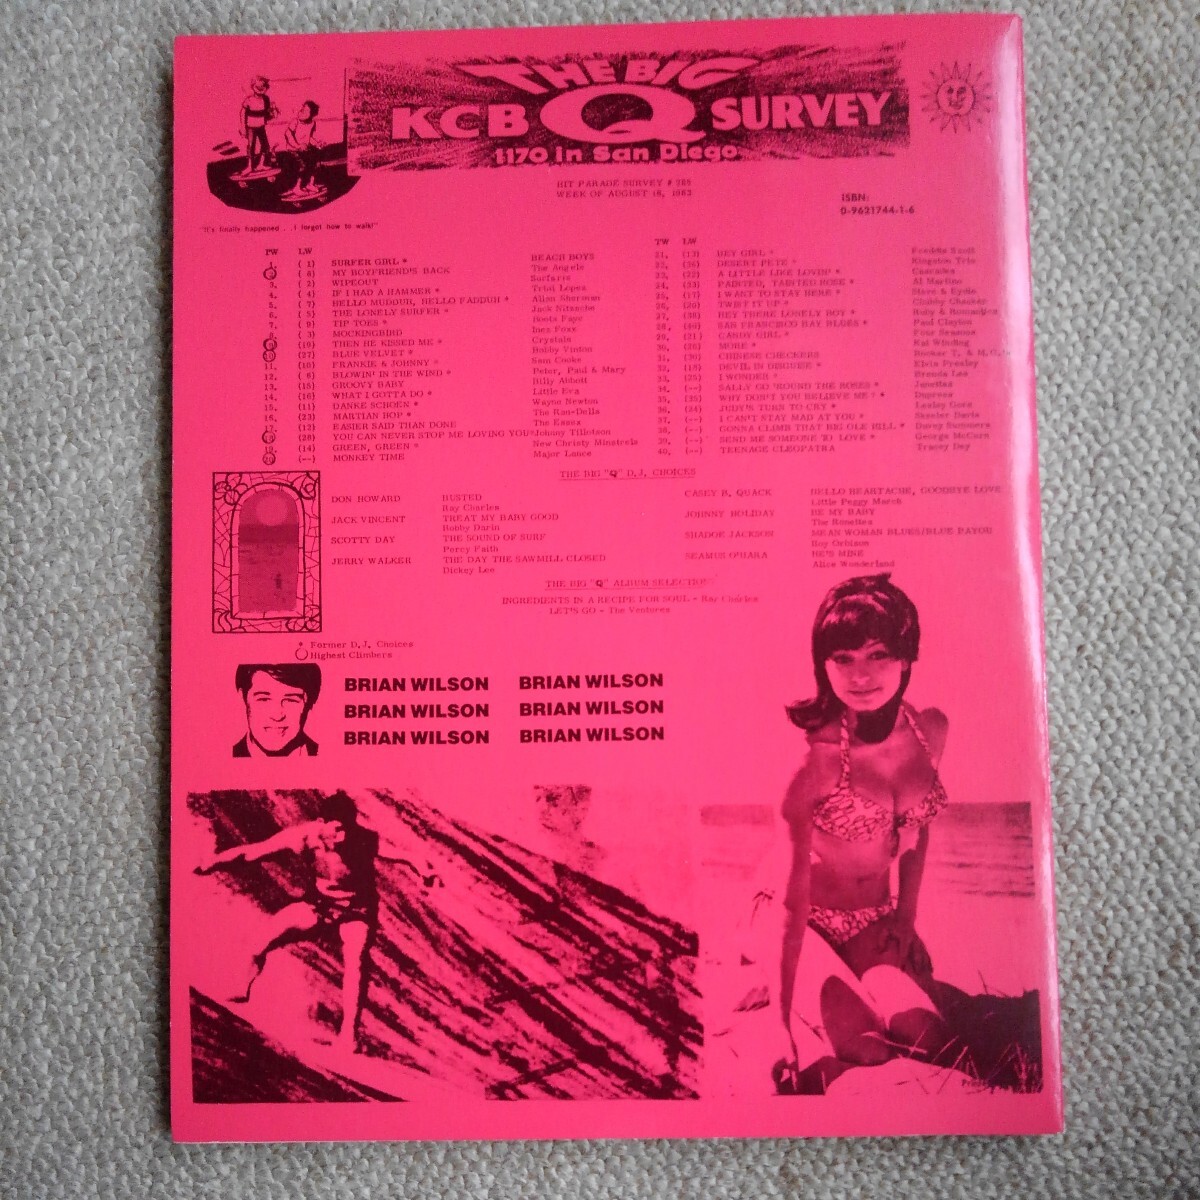 THE BIG
KCB Q SURVEY
1170 in San Diego
HIT PARADE SURVEY #
WEEK OF AUGUST 18, 1963
ISBN:
0-9621744-1-6
"It's finally happened . . I forgot how to walk!"
TW LW
1. ( 1) SURFER GIRL * BEACH BOYS
2. ( 8) MY BOYFRIEND'S BACK The Angels
3. ( 2) WIPEOUT Surfaris
4. ( 4) IF I HAD A HAMMER * Trini Lopez
5. ( 7) HELLO MUDDUH, HELLO FADDUH * Allan Sherman
6. ( 5) THE LONELY SURFER * Jack Nitzsche
7. ( 9) TIP TOES *
8. ( 3) MOCKINGBIRD Inez Foxx
9. (19) THEN HE KISSED ME * Crystals
10. (27) BLUE VELVET * Bobby Vinton
11. (10) FRANKIE & JOHNNY * Sam Cooke
12. ( 6) BLOWIN' IN THE WIND * Peter, Paul & Mary
13. (15) GROOVY BABY Billy Abbott
14. (16) WHAT I GOTTA DO * Little Eva
15. (11) DANKE SCHOEN * Wayne Newton
16. (23) MARTIAN HOP * The Ran-Dells
17. (12) EASIER SAID THAN DONE The Essex
18. (28) YOU CAN NEVER STOP ME LOVING YOU* Johnny Tillotson
19. (14) GREEN, GREEN * New Christy Minstrels
20. (--) MONKEY TIME Major Lance
TW LW
21. (13) HEY GIRL * Freddie Scott
22. DESERT PETE * Kingston Trio
23. (22) A LITTLE LIKE LOVIN' * Cascades
24. (33) PAINTED, TAINTED ROSE * Al Martino
25. (17) I WANT TO STAY HERE * Steve & Eydie
26. TWIST IT UP * Chubby Checker
27. HEY THERE LONELY BOY * Ruby & Romantics
28. SAN FRANCISCO BAY BLUES * Paul Clayton
29. (21) CANDY GIRL * Four Seasons
30. MORE * Kai Winding
31. CHINESE CHECKERS Booker T. & M.G.'s
32. (18) DEVIL IN DISGUISE * Elvis Presley
33. (25) I WONDER * Brenda Lee
34. (--) SALLY GO 'ROUND THE ROSES * Jaynetts
35. (35) WHY DON'T YOU BELIEVE ME? * Duprees
36. (24) JUDY'S TURN TO CRY * Lesley Gore
37. (--) I CAN'T STAY MAD AT YOU * Skeeter Davis
38. (--) GONNA CLIMB THAT BIG OLE HILL * Davey Summers
39. (--) SEND ME SOMEONE TO LOVE * George McCurn
40. (--) TEENAGE CLEOPATRA Tracey Dey
THE BIG "Q" D.J. CHOICES
DON HOWARD BUSTED
Ray Charles
JACK VINCENT TREAT MY BABY GOOD
Bobby Darin
SCOTTY DAY THE SOUND OF SURF
Percy Faith
JERRY WALKER THE DAY THE SAWMILL CLOSED
Dickey Lee
CASEY B. QUACK HELLO HEARTACHE, GOODBYE LOVE
Little Peggy March
JOHNNY HOLIDAY BE MY BABY
The Ronettes
SHADOE JACKSON MEAN WOMAN BLUES/BLUE BAYOU
Roy Orbison
SEAMUS O'HARA HE'S MINE
Alice Wonderland
THE BIG "Q" ALBUM SELECTIONS
INGREDIENTS IN A RECIPE FOR SOUL - Ray Charles
LET'S GO - The Ventures
* Former D.J. Choices
Highest Climbers
BRIAN WILSON BRIAN WILSON
BRIAN WILSON BRIAN WILSON
BRIAN WILSON BRIAN WILSON